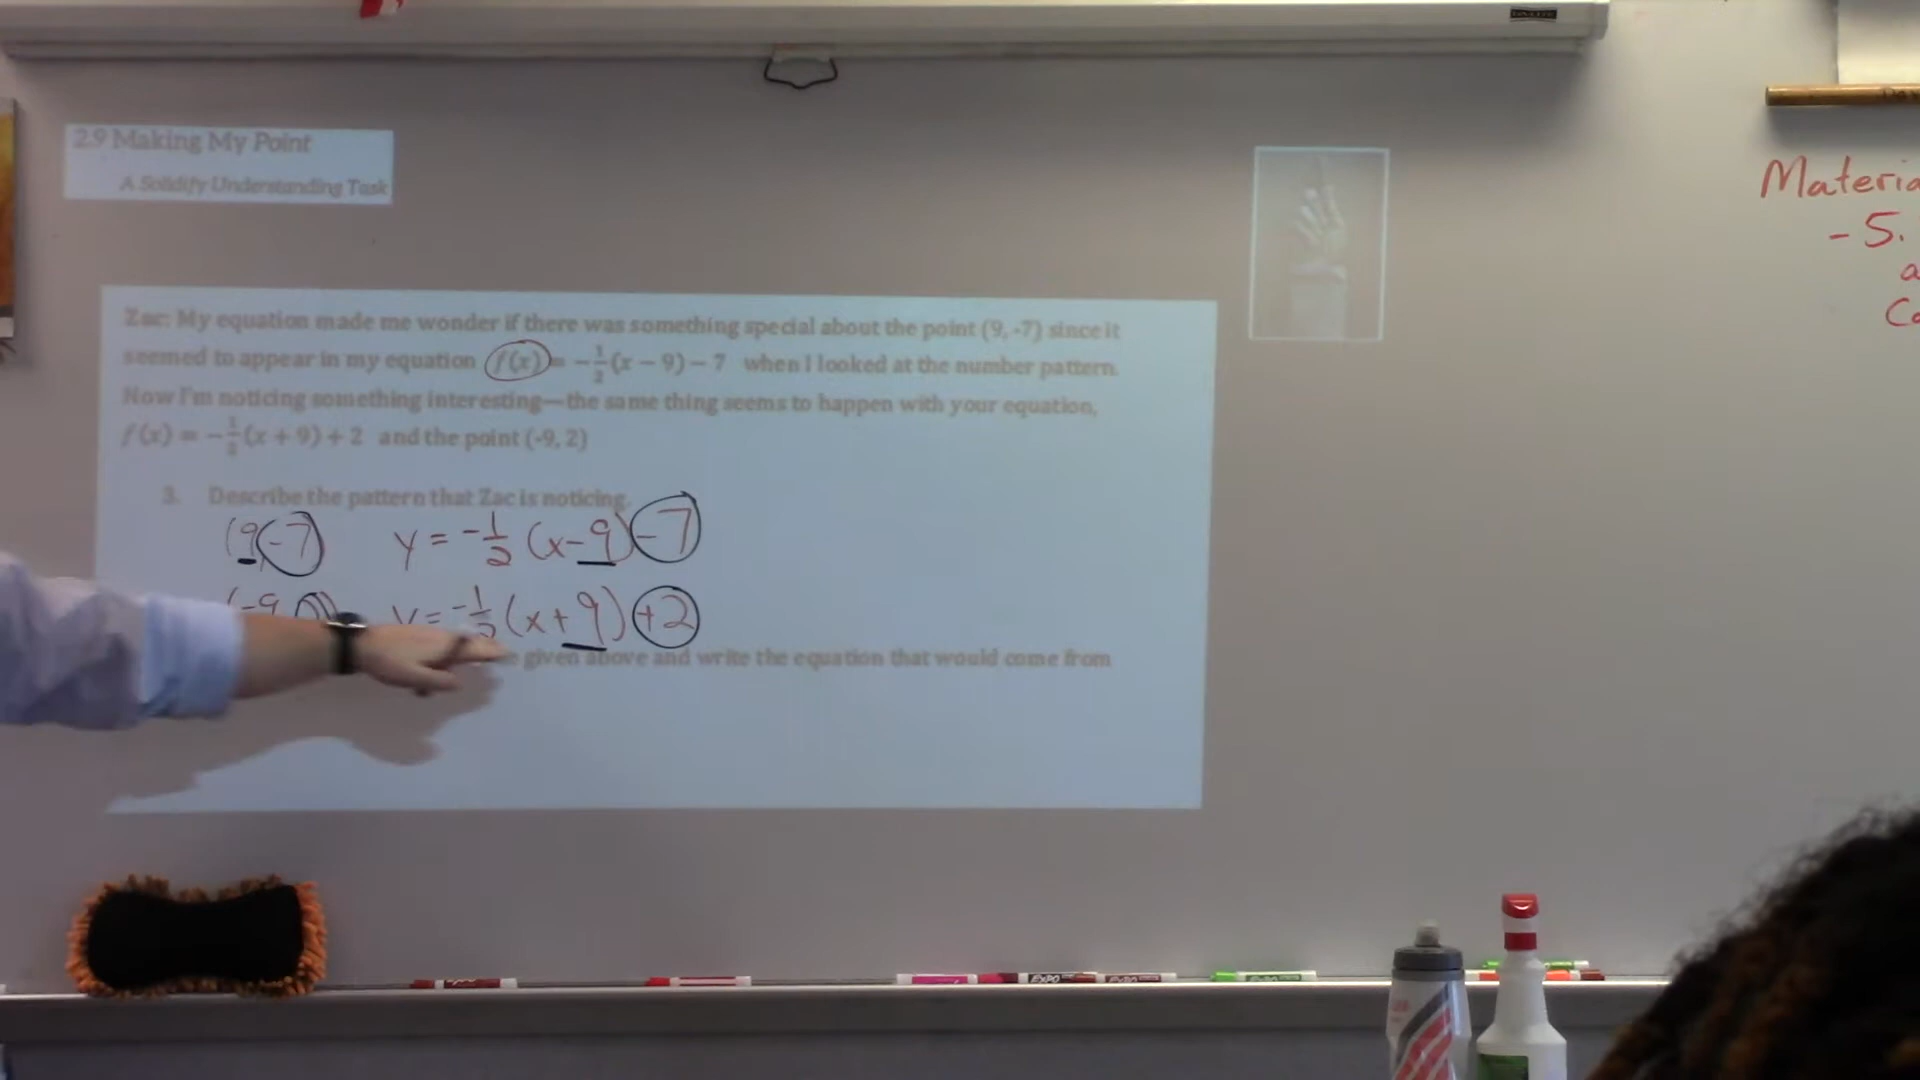 2.9 Making My Point
A Solidify Understanding Task
Materia
- 5.
a
Co
Zac: My equation made me wonder if there was something special about the point (9, -7) since it
seemed to appear in my equation f(x) = -1/2(x - 9) - 7 when I looked at the number pattern.
Now I'm noticing something interesting—the same thing seems to happen with your equation,
f(x) = -1/2(x + 9) + 2 and the point (-9, 2)
3. Describe the pattern that Zac is noticing.
(9, -7) y = -1/2 (x-9) -7
(-9 y = -1/2 (x+9) +2
given above and write the equation that would come from
EXPO